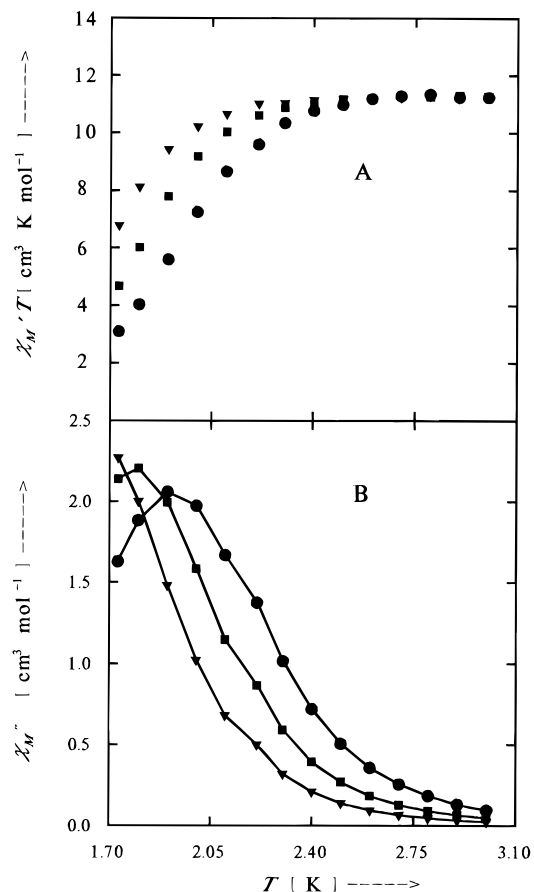 14
12
10
8
6
4
2
χM′ T [ cm³ K mol⁻¹ ] ----->
A
2.5
2.0
1.5
1.0
0.5
0.0
χM″ [ cm³ mol⁻¹ ] ----->
B
1.70 2.05 2.40 2.75 3.10
T [ K ] ----->